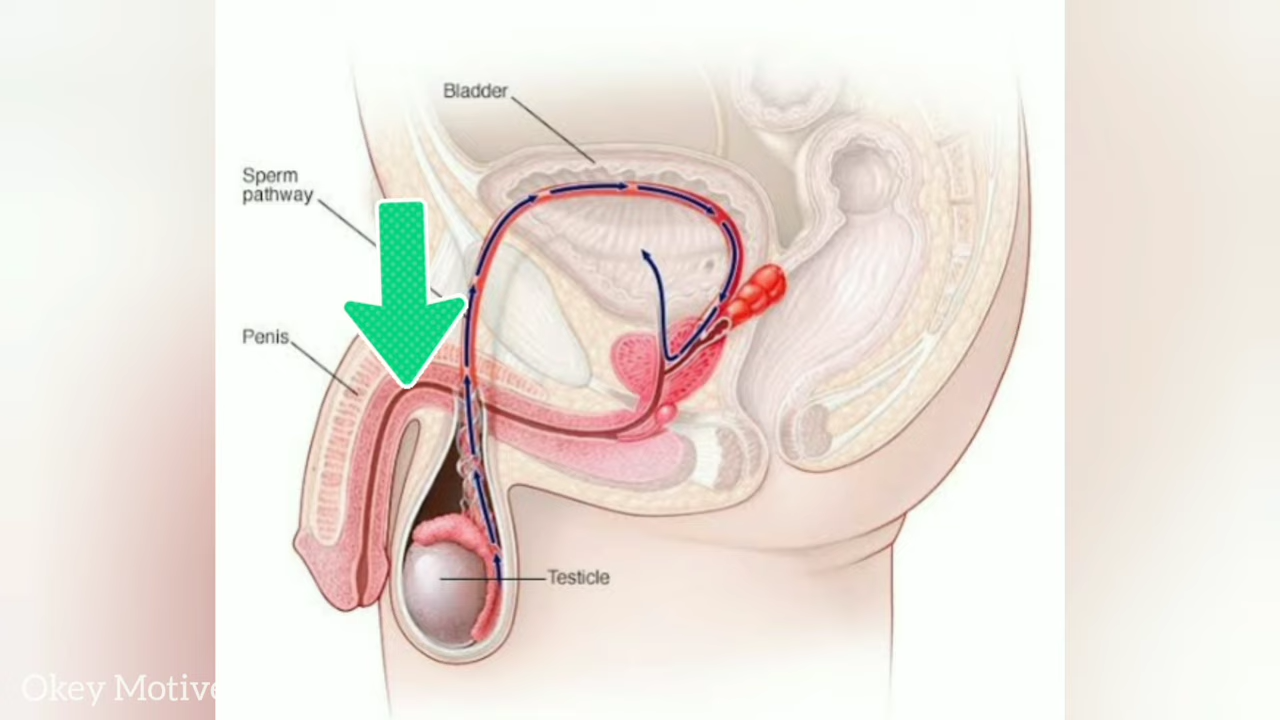 Bladder
Sperm
pathway
Penis
Testicle
Okey Motive